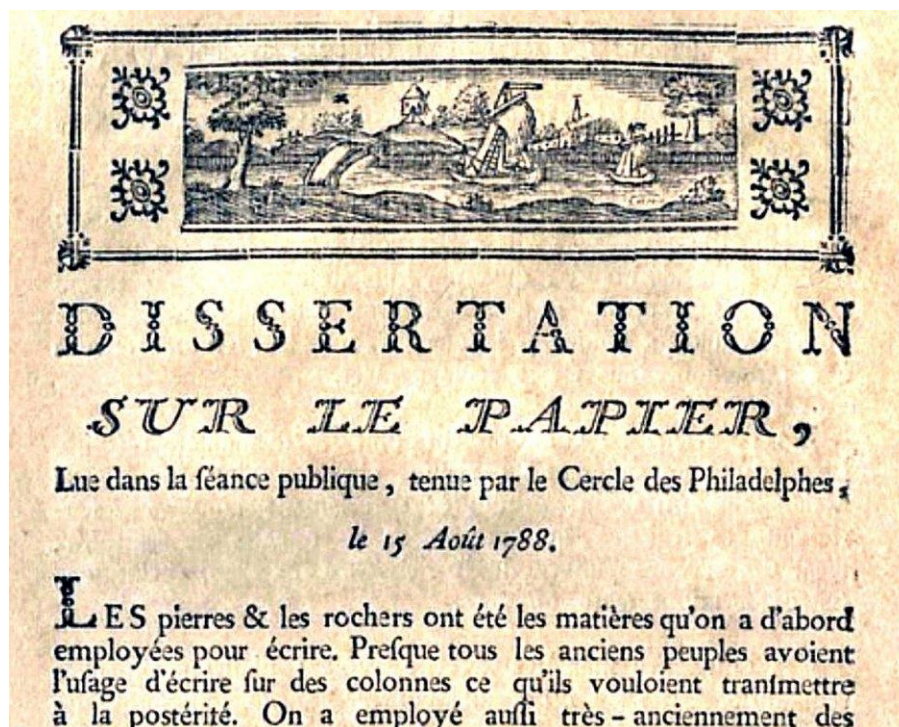 DISSERTATION
SUR LE PAPIER,
Lue dans la ſéance publique, tenue par le Cercle des Philadelphes,
le 15 Août 1788.
LES pierres & les rochers ont été les matières qu'on a d'abord
employées pour écrire. Preſque tous les anciens peuples avoient
l'uſage d'écrire ſur des colonnes ce qu'ils vouloient tranſmettre
à la postérité. On a employé auſſi très-anciennement des